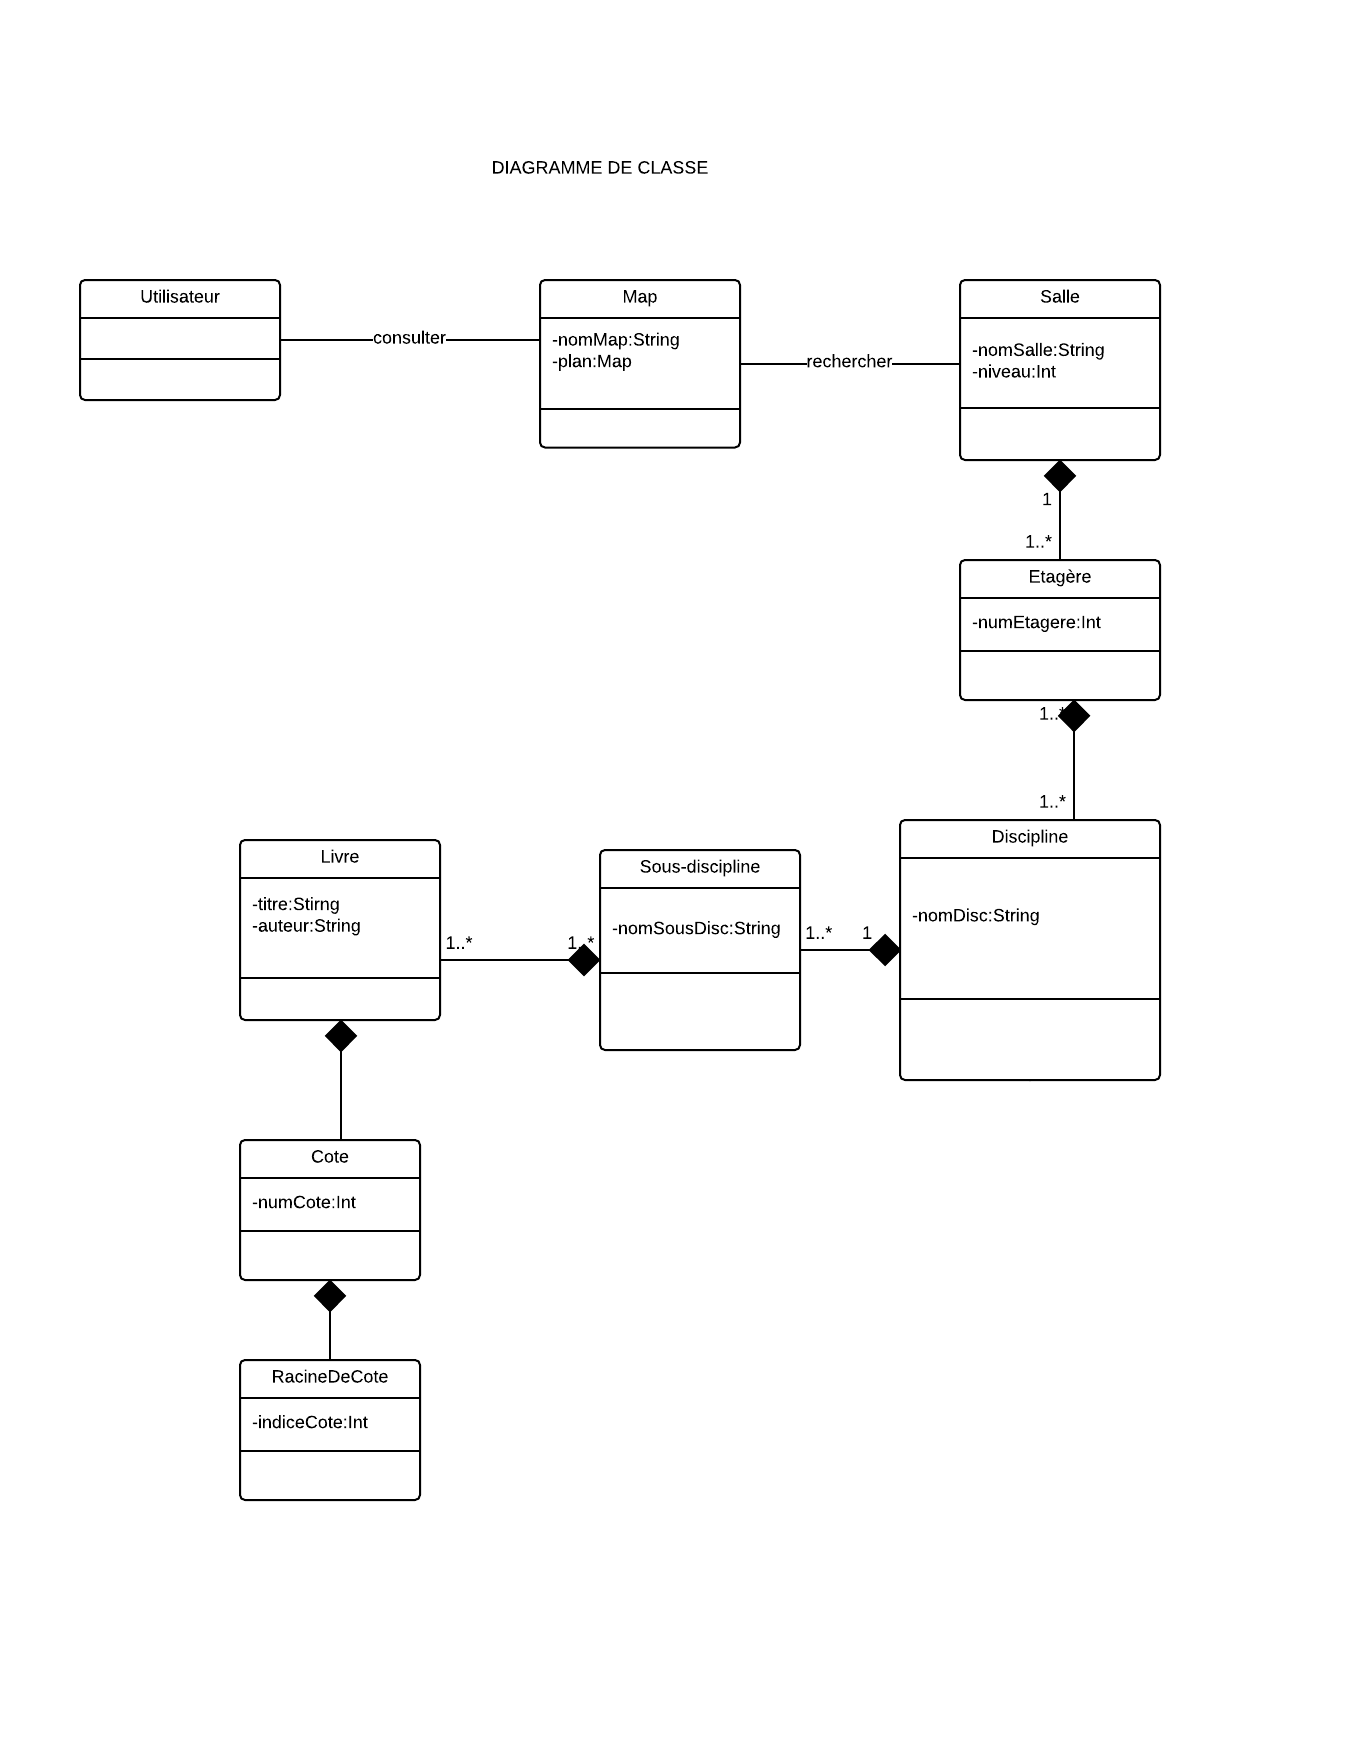 DIAGRAMME DE CLASSE
Utilisateur
consulter
Map
-nomMap:String
-plan:Map
rechercher
Salle
-nomSalle:String
-niveau:Int
1
1..*
Etagère
-numEtagere:Int
1..*
1..*
Discipline
-nomDisc:String
1
1..*
Sous-discipline
-nomSousDisc:String
1..*
1..*
Livre
-titre:Stirng
-auteur:String
Cote
-numCote:Int
RacineDeCote
-indiceCote:Int